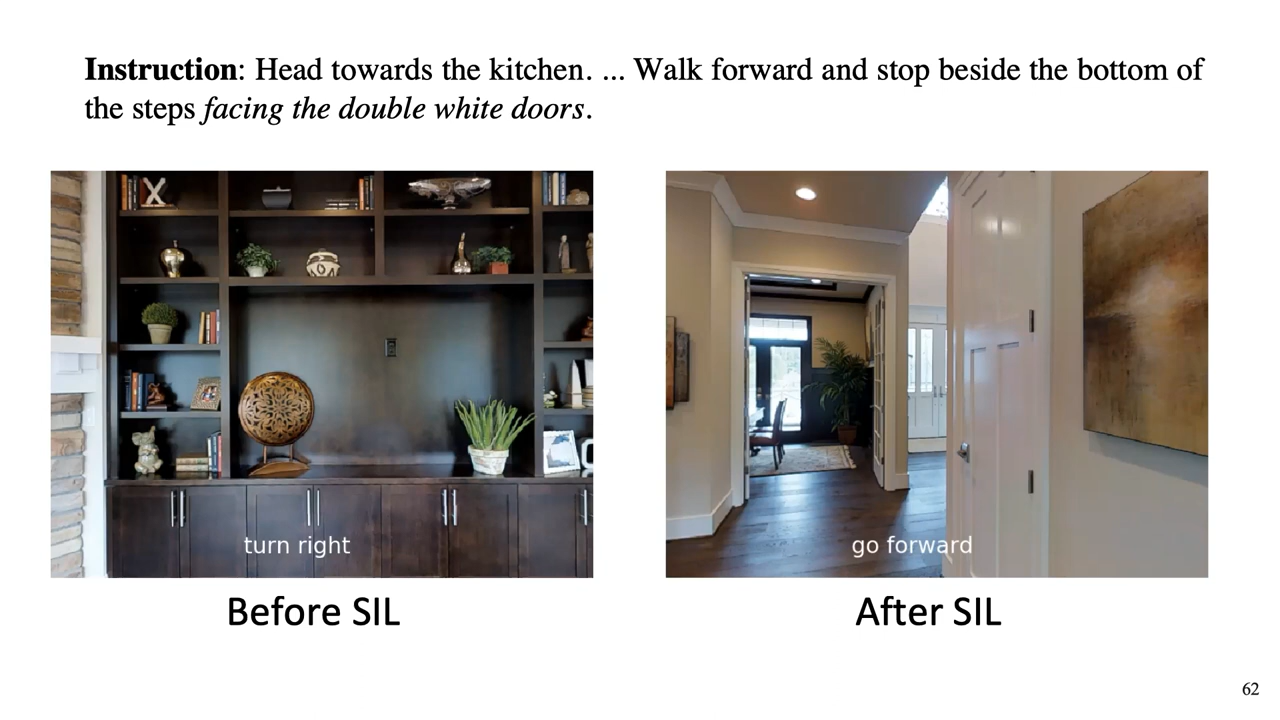 Instruction: Head towards the kitchen. ... Walk forward and stop beside the bottom of
the steps facing the double white doors.
turn right
go forward
Before SIL
After SIL
62